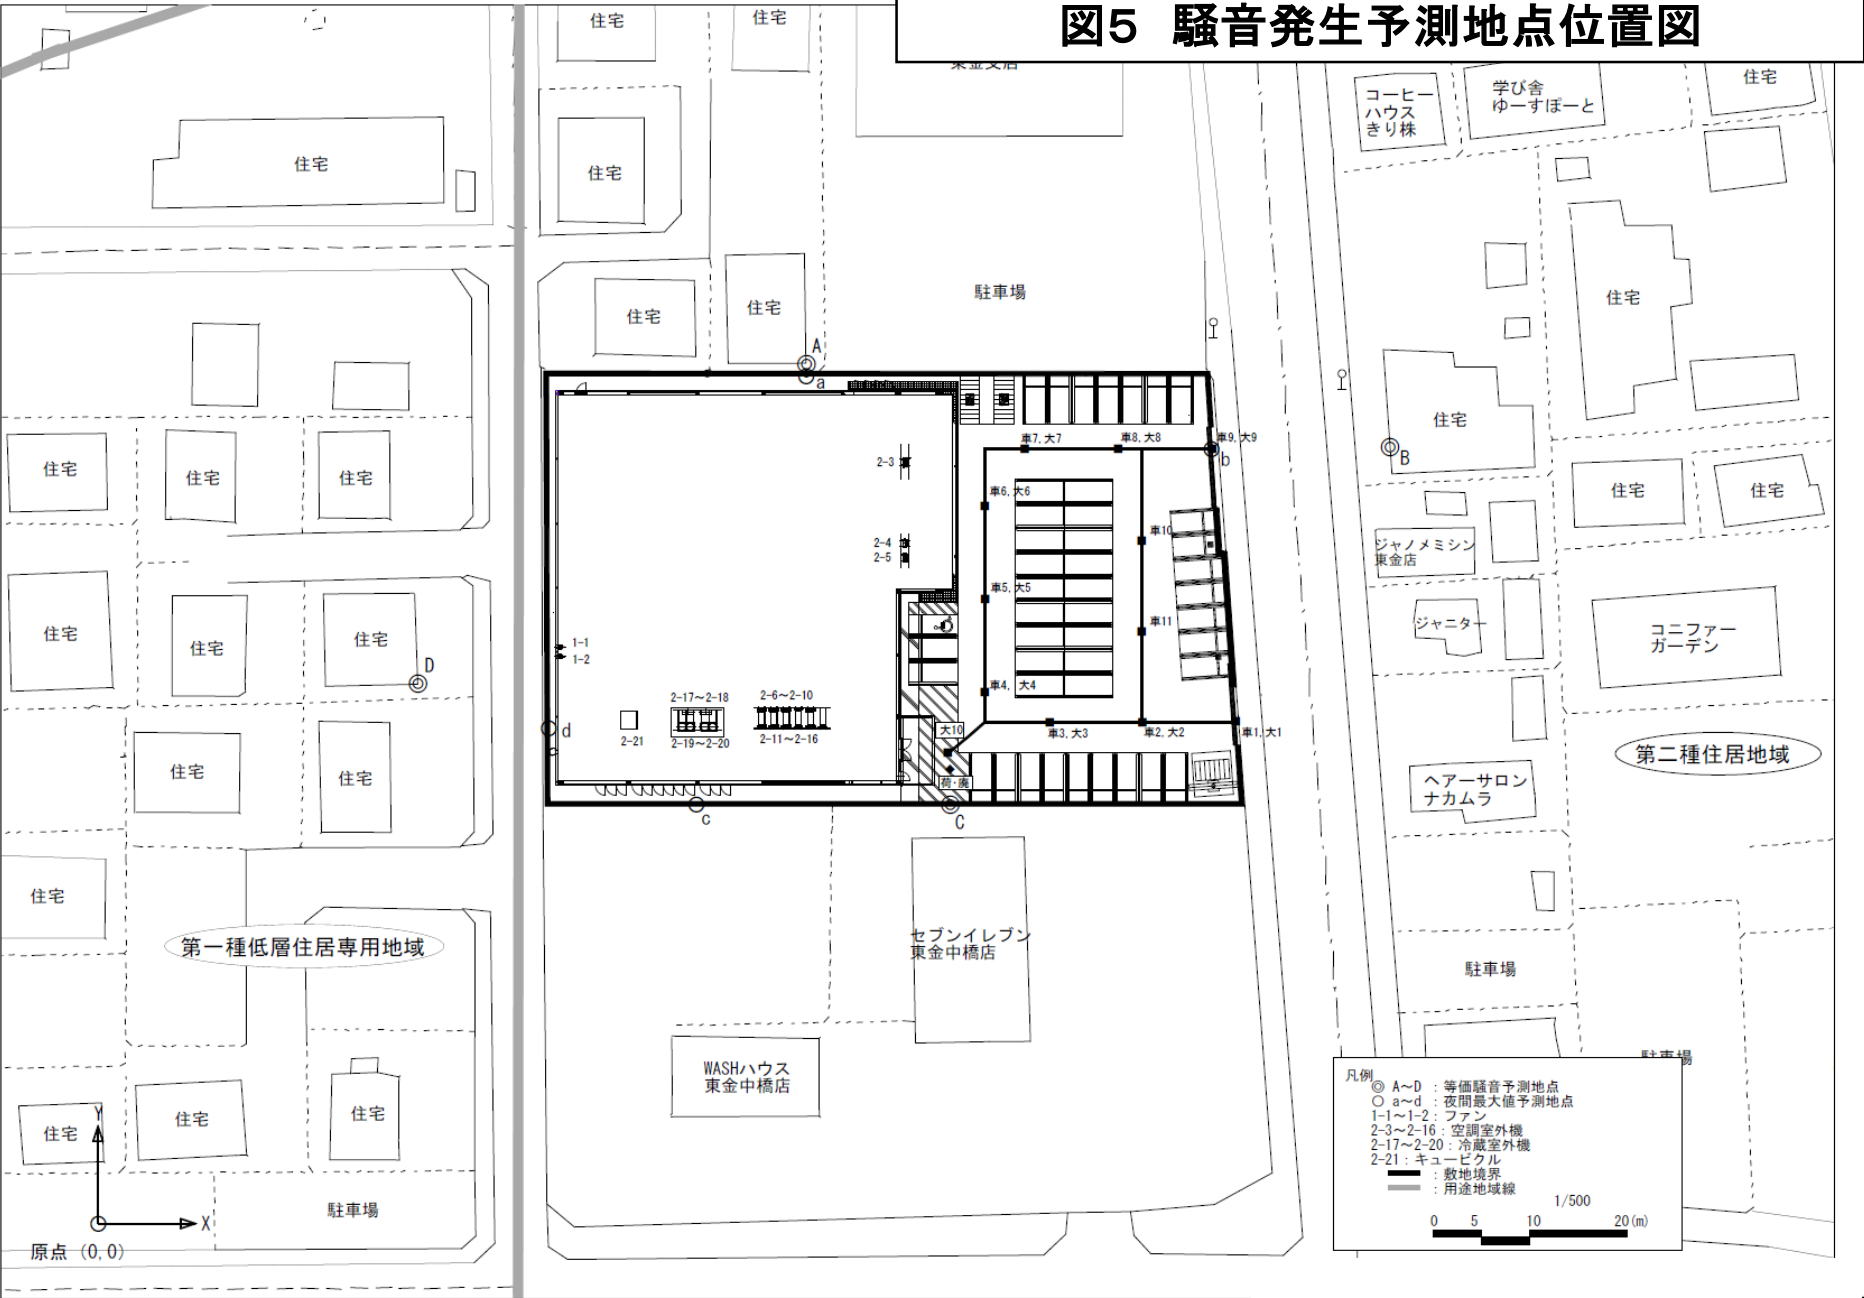 図5 騒音発生予測地点位置図
住宅
住宅
東金支店
コーヒー
ハウス
きり株
学び舎
ゆーすぽーと
住宅
住宅
住宅
住宅
住宅
駐車場
住宅
A
a
住宅
車7,大7
車8,大8
車9,大9
b
B
2-3
住宅
住宅
住宅
車6,大6
住宅
住宅
2-4
2-5
車10
ジャノメミシン
東金店
車5,大5
車11
ジャニター
コニファー
ガーデン
住宅
住宅
住宅
1-1
1-2
D
車4,大4
2-17～2-18
2-6～2-10
d
e
2-21
2-19～2-20
2-11～2-16
大10
車3,大3
車2,大2
車1,大1
第二種住居地域
住宅
住宅
荷・廃
ヘアーサロン
ナカムラ
c
C
住宅
第一種低層住居専用地域
セブンイレブン
東金中橋店
駐車場
WASHハウス
東金中橋店
駐車場
住宅
住宅
住宅
Y
X
原点 (0,0)
駐車場
凡例
◎ A～D : 等価騒音予測地点
○ a～d : 夜間最大値予測地点
1-1～1-2 : ファン
2-3～2-16 : 空調室外機
2-17～2-20 : 冷蔵室外機
2-21 : キュービクル
: 敷地境界
: 用途地域線
1/500
0 5 10 20(m)